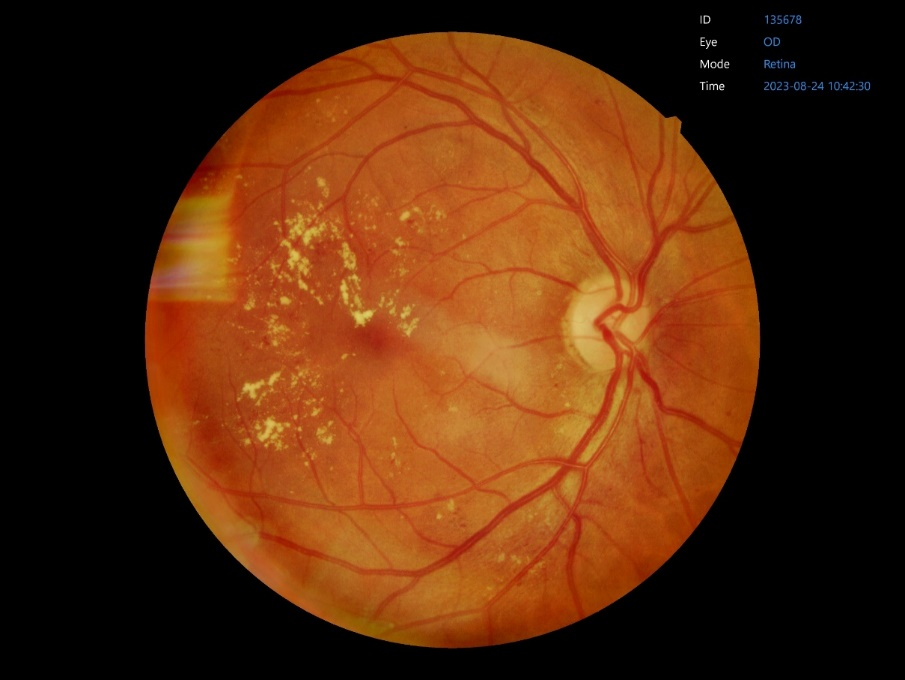 ID 135678
Eye OD
Mode Retina
Time 2023-08-24 10:42:30